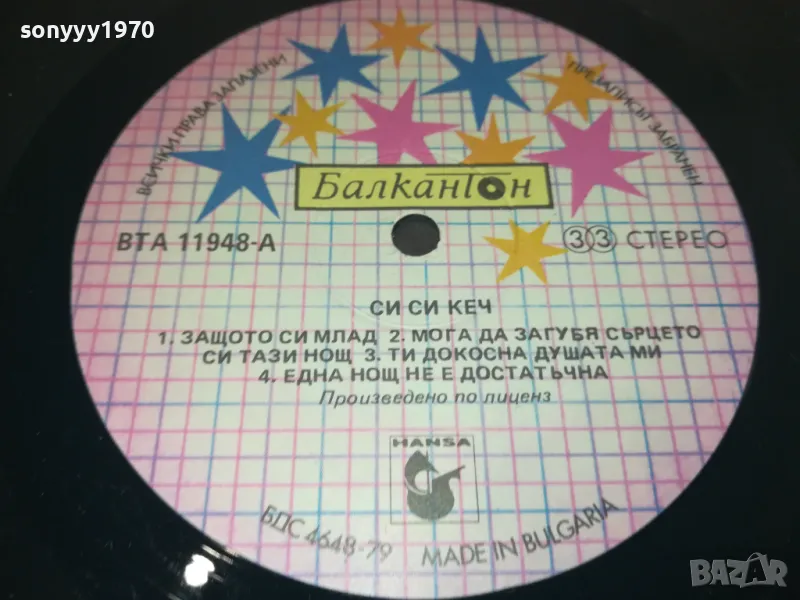 sonyyy1970
ВСИЧКИ ПРАВА ЗАПАЗЕНИ
ПРЕЗАПИСЪТ ЗАБРАНЕН
Балкантон
ВТА 11948-А
33 СТЕРЕО
СИ СИ КЕЧ
1. ЗАЩОТО СИ МЛАД 2. МОГА ДА ЗАГУБЯ СЪРЦЕТО
СИ ТАЗИ НОЩ 3. ТИ ДОКОСНА ДУШАТА МИ
4. ЕДНА НОЩ НЕ Е ДОСТАТЪЧНА
Произведено по лиценз
HANSA
БДС 4648-79 MADE IN BULGARIA
BAZAR